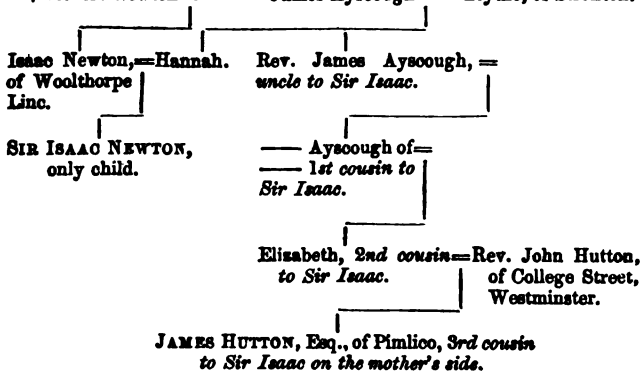 Isaac Newton,=Hannah.
of Woolthorpe
Linc.
Rev. James Ayscough, =
uncle to Sir Isaac.
SIR ISAAC NEWTON,
only child.
—— Ayscough of=
—— 1st cousin to
Sir Isaac.
Elizabeth, 2nd cousin=Rev. John Hutton,
to Sir Isaac.
of College Street,
Westminster.
JAMES HUTTON, Esq., of Pimlico, 3rd cousin
to Sir Isaac on the mother's side.